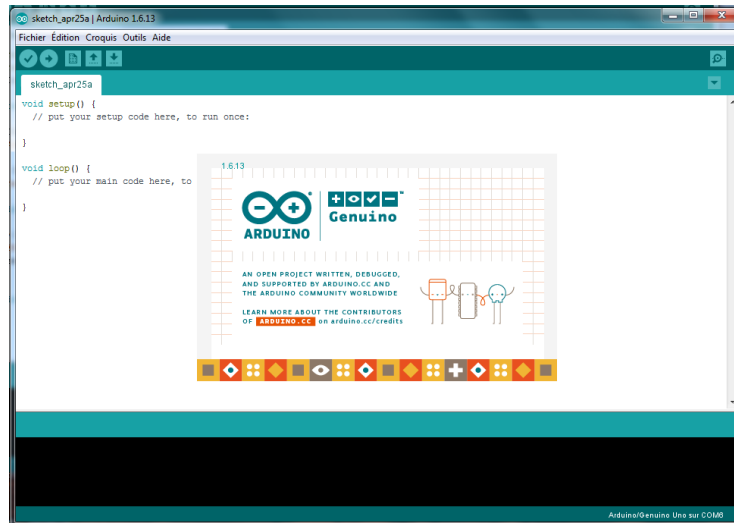 sketch_apr25a | Arduino 1.6.13
Fichier Édition Croquis Outils Aide
sketch_apr25a
void setup() {
// put your setup code here, to run once:
}
void loop() {
// put your main code here, to
}
1.6.13
ARDUINO
Genuino
™
AN OPEN PROJECT WRITTEN, DEBUGGED,
AND SUPPORTED BY ARDUINO.CC AND
THE ARDUINO COMMUNITY WORLDWIDE
LEARN MORE ABOUT THE CONTRIBUTORS
OF ARDUINO.CC on arduino.cc/credits
Arduino/Genuino Uno sur COM6